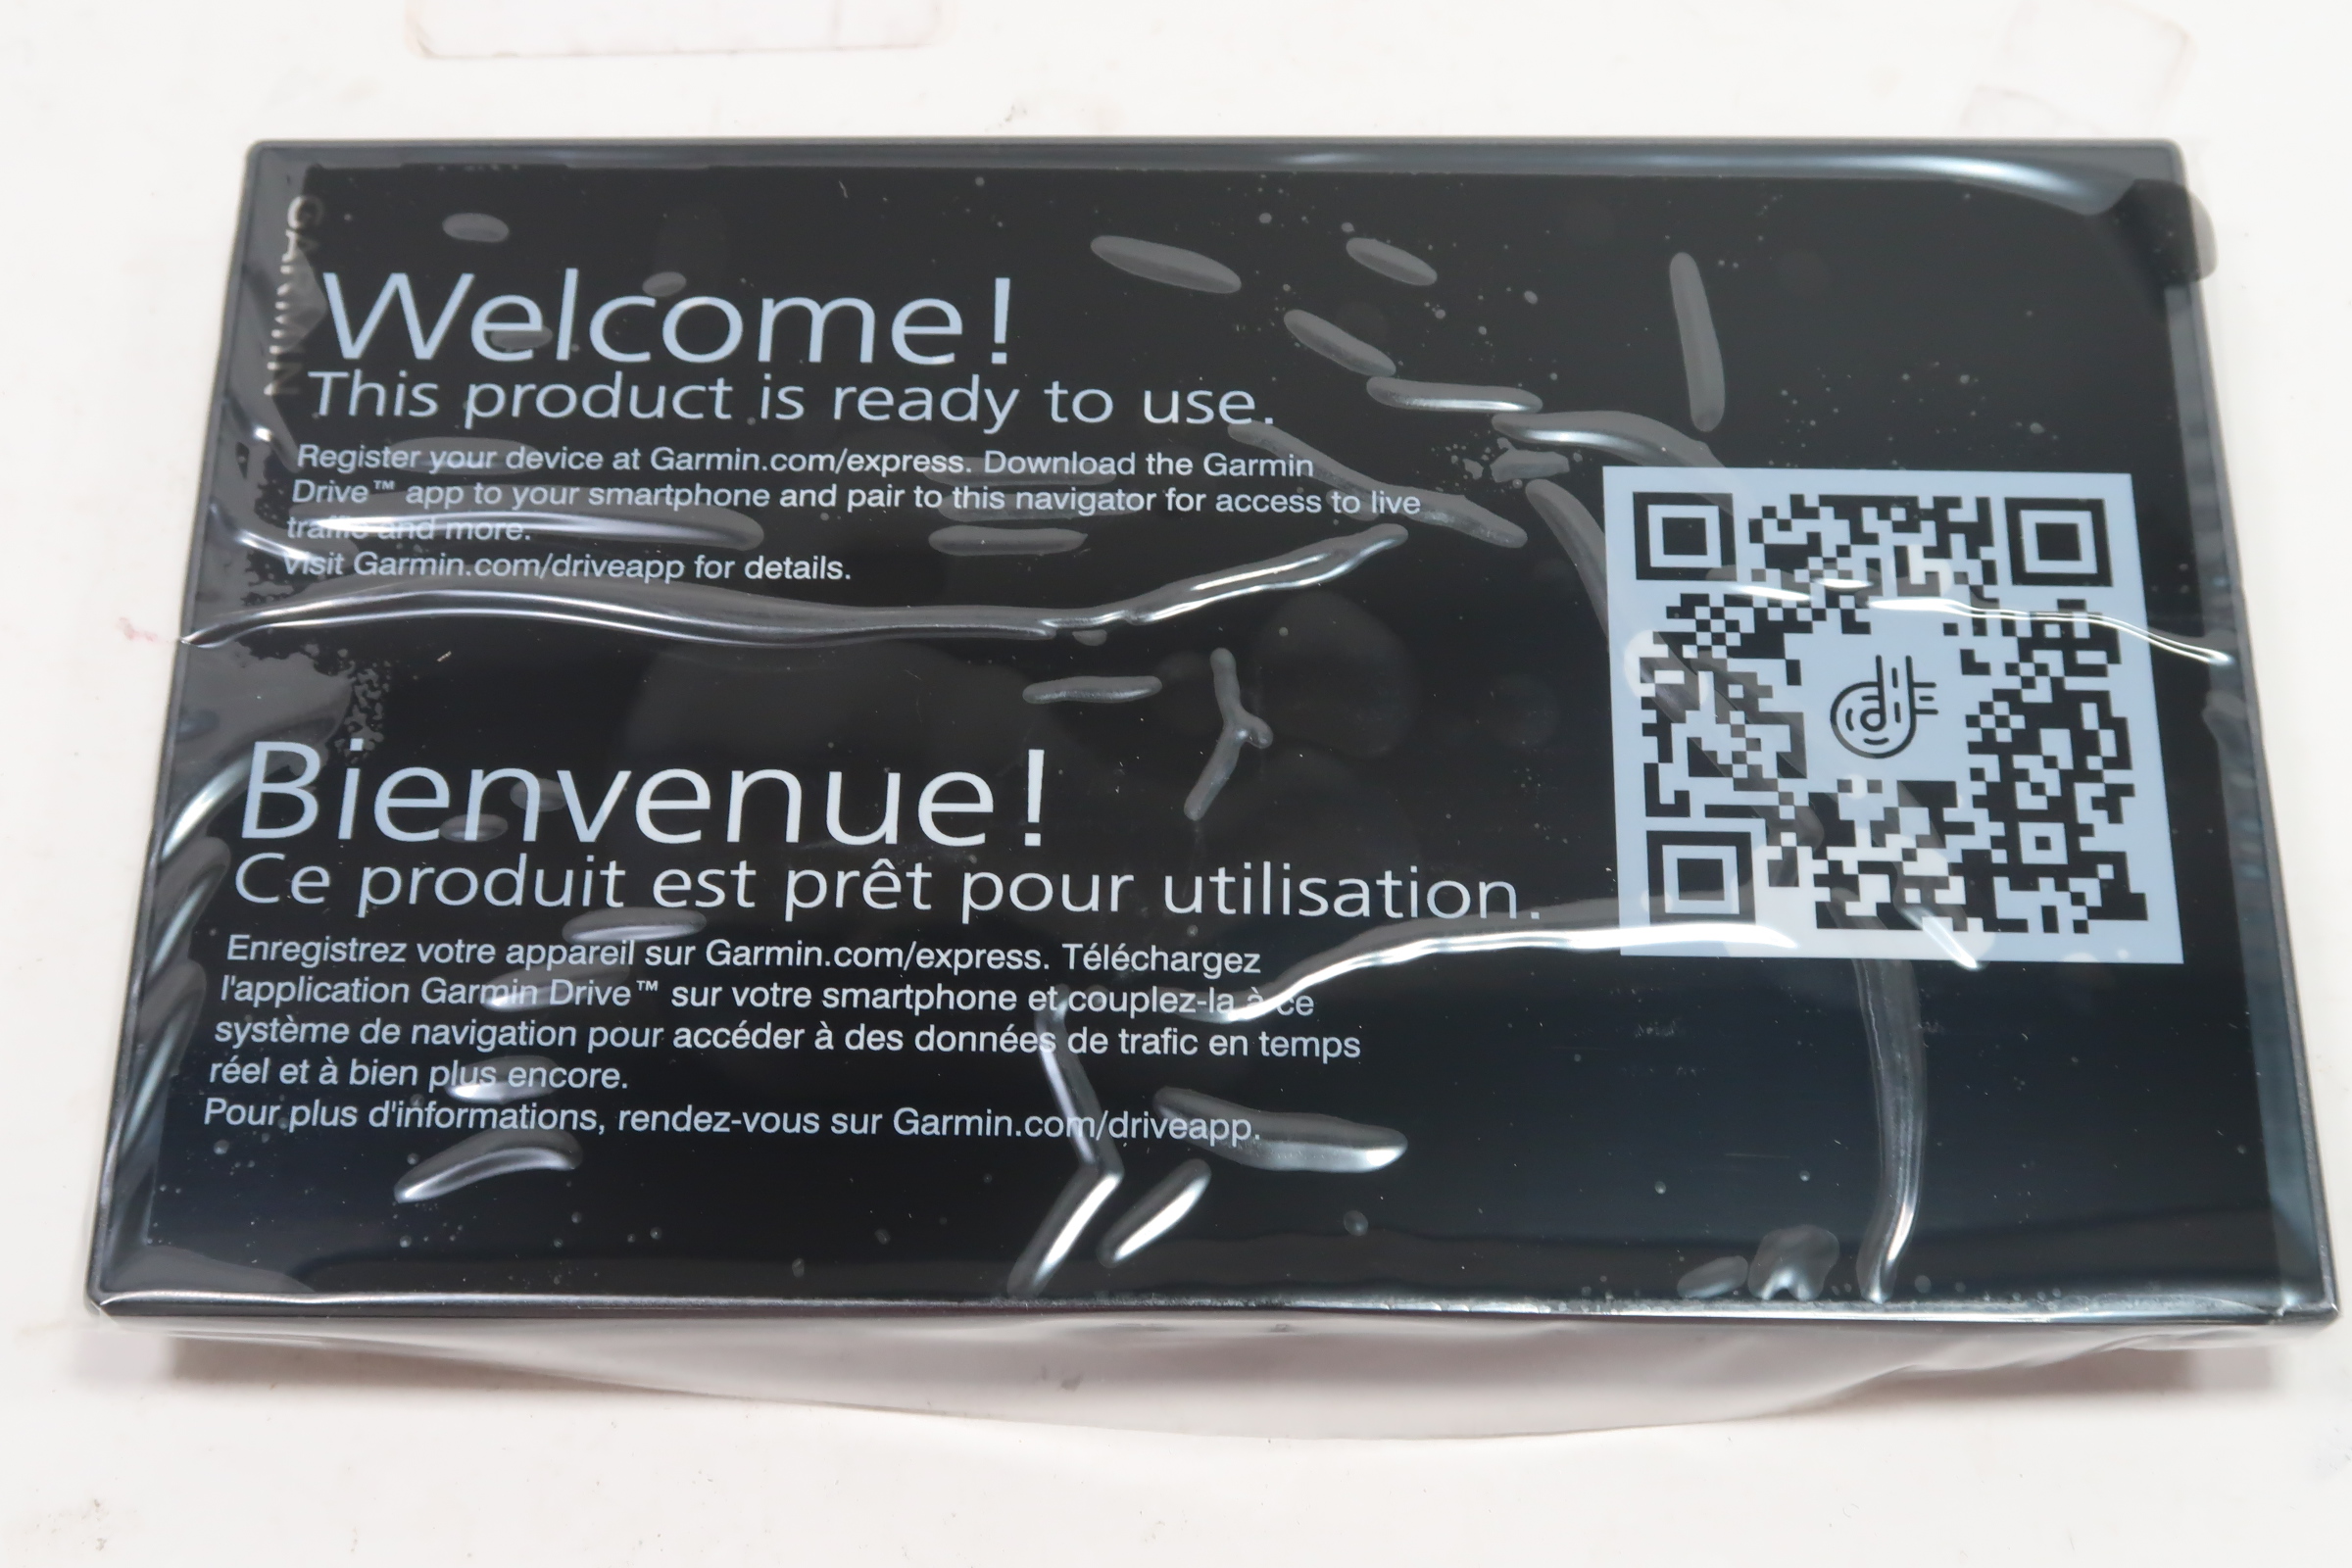 GARMIN
Welcome!
This product is ready to use.
Register your device at Garmin.com/express. Download the Garmin
Drive™ app to your smartphone and pair to this navigator for access to live
traffic and more.
visit Garmin.com/driveapp for details.
Bienvenue!
Ce produit est prêt pour utilisation.
Enregistrez votre appareil sur Garmin.com/express. Téléchargez
l'application Garmin Drive™ sur votre smartphone et couplez-la à ce
système de navigation pour accéder à des données de trafic en temps
réel et à bien plus encore.
Pour plus d'informations, rendez-vous sur Garmin.com/driveapp.